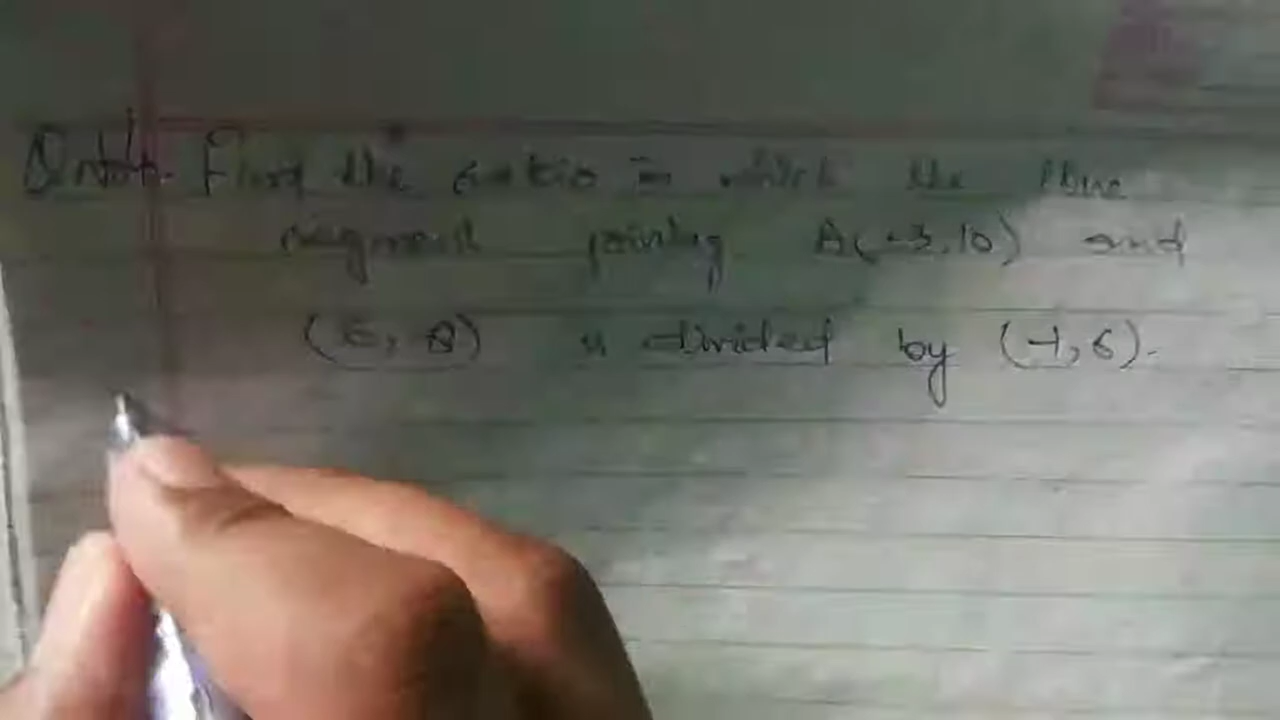 Find the ratio in which the line
segment joining A(-3,10) and
(6, 8) is divided by (-1,6).